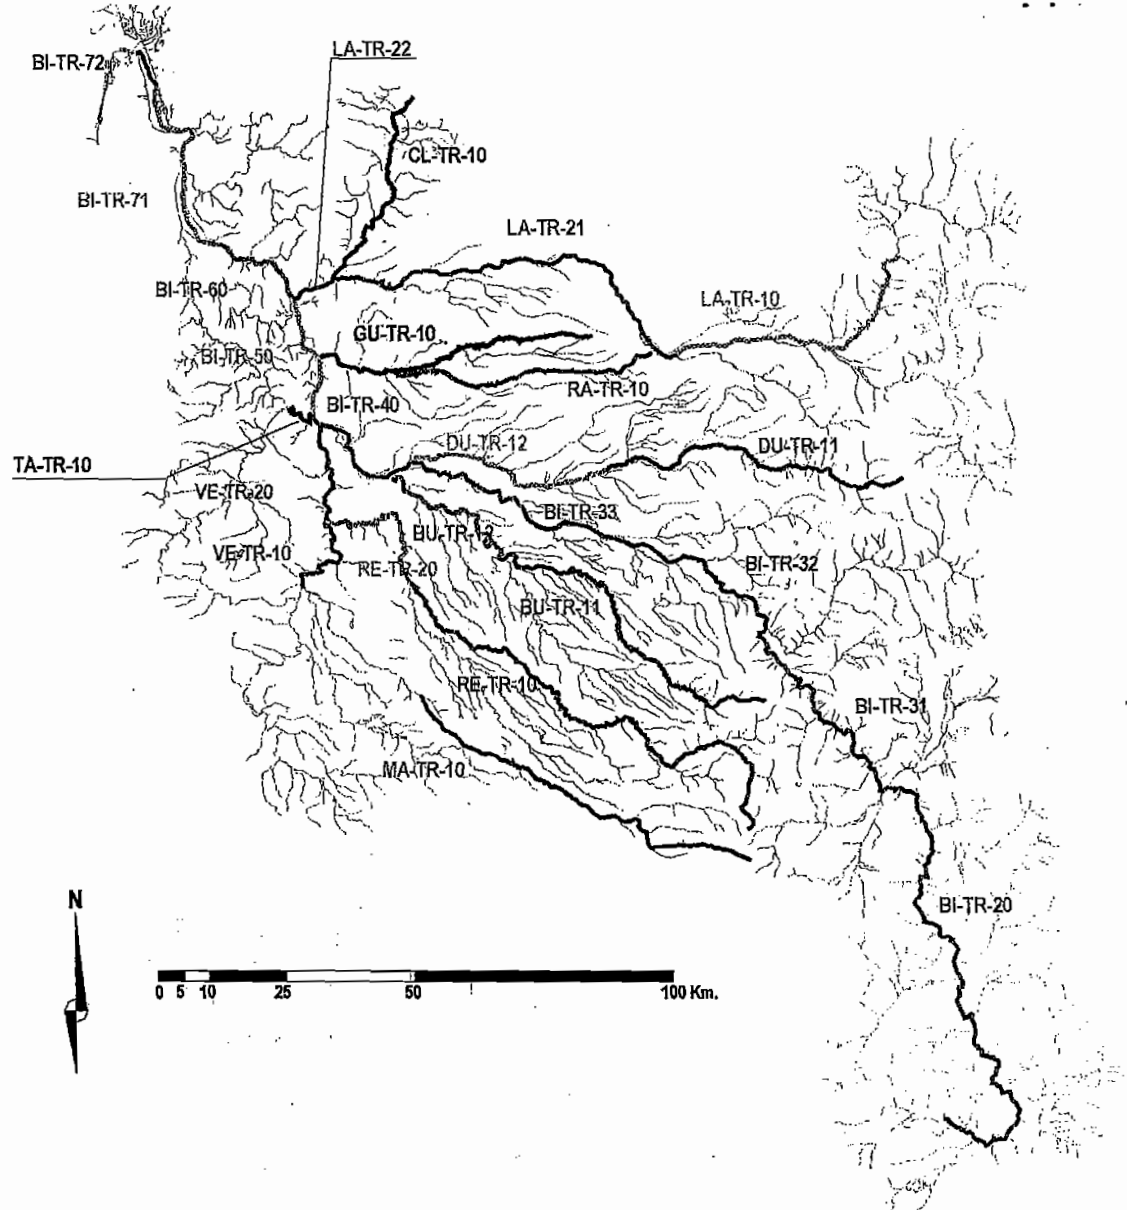 LA-TR-22
BI-TR-72
CL-TR-10
BI-TR-71
LA-TR-21
BI-TR-60
LA-TR-10
GU-TR-10
BI-TR-50
RA-TR-10
BI-TR-40
DU-TR-12
DU-TR-11
TA-TR-10
VE-TR-20
BI-TR-33
BU-TR-12
VE-TR-10
RE-TR-20
BI-TR-32
BU-TR-11
RE-TR-10
BI-TR-31
MA-TR-10
N
BI-TR-20
0 5 10 25 50 100 Km.